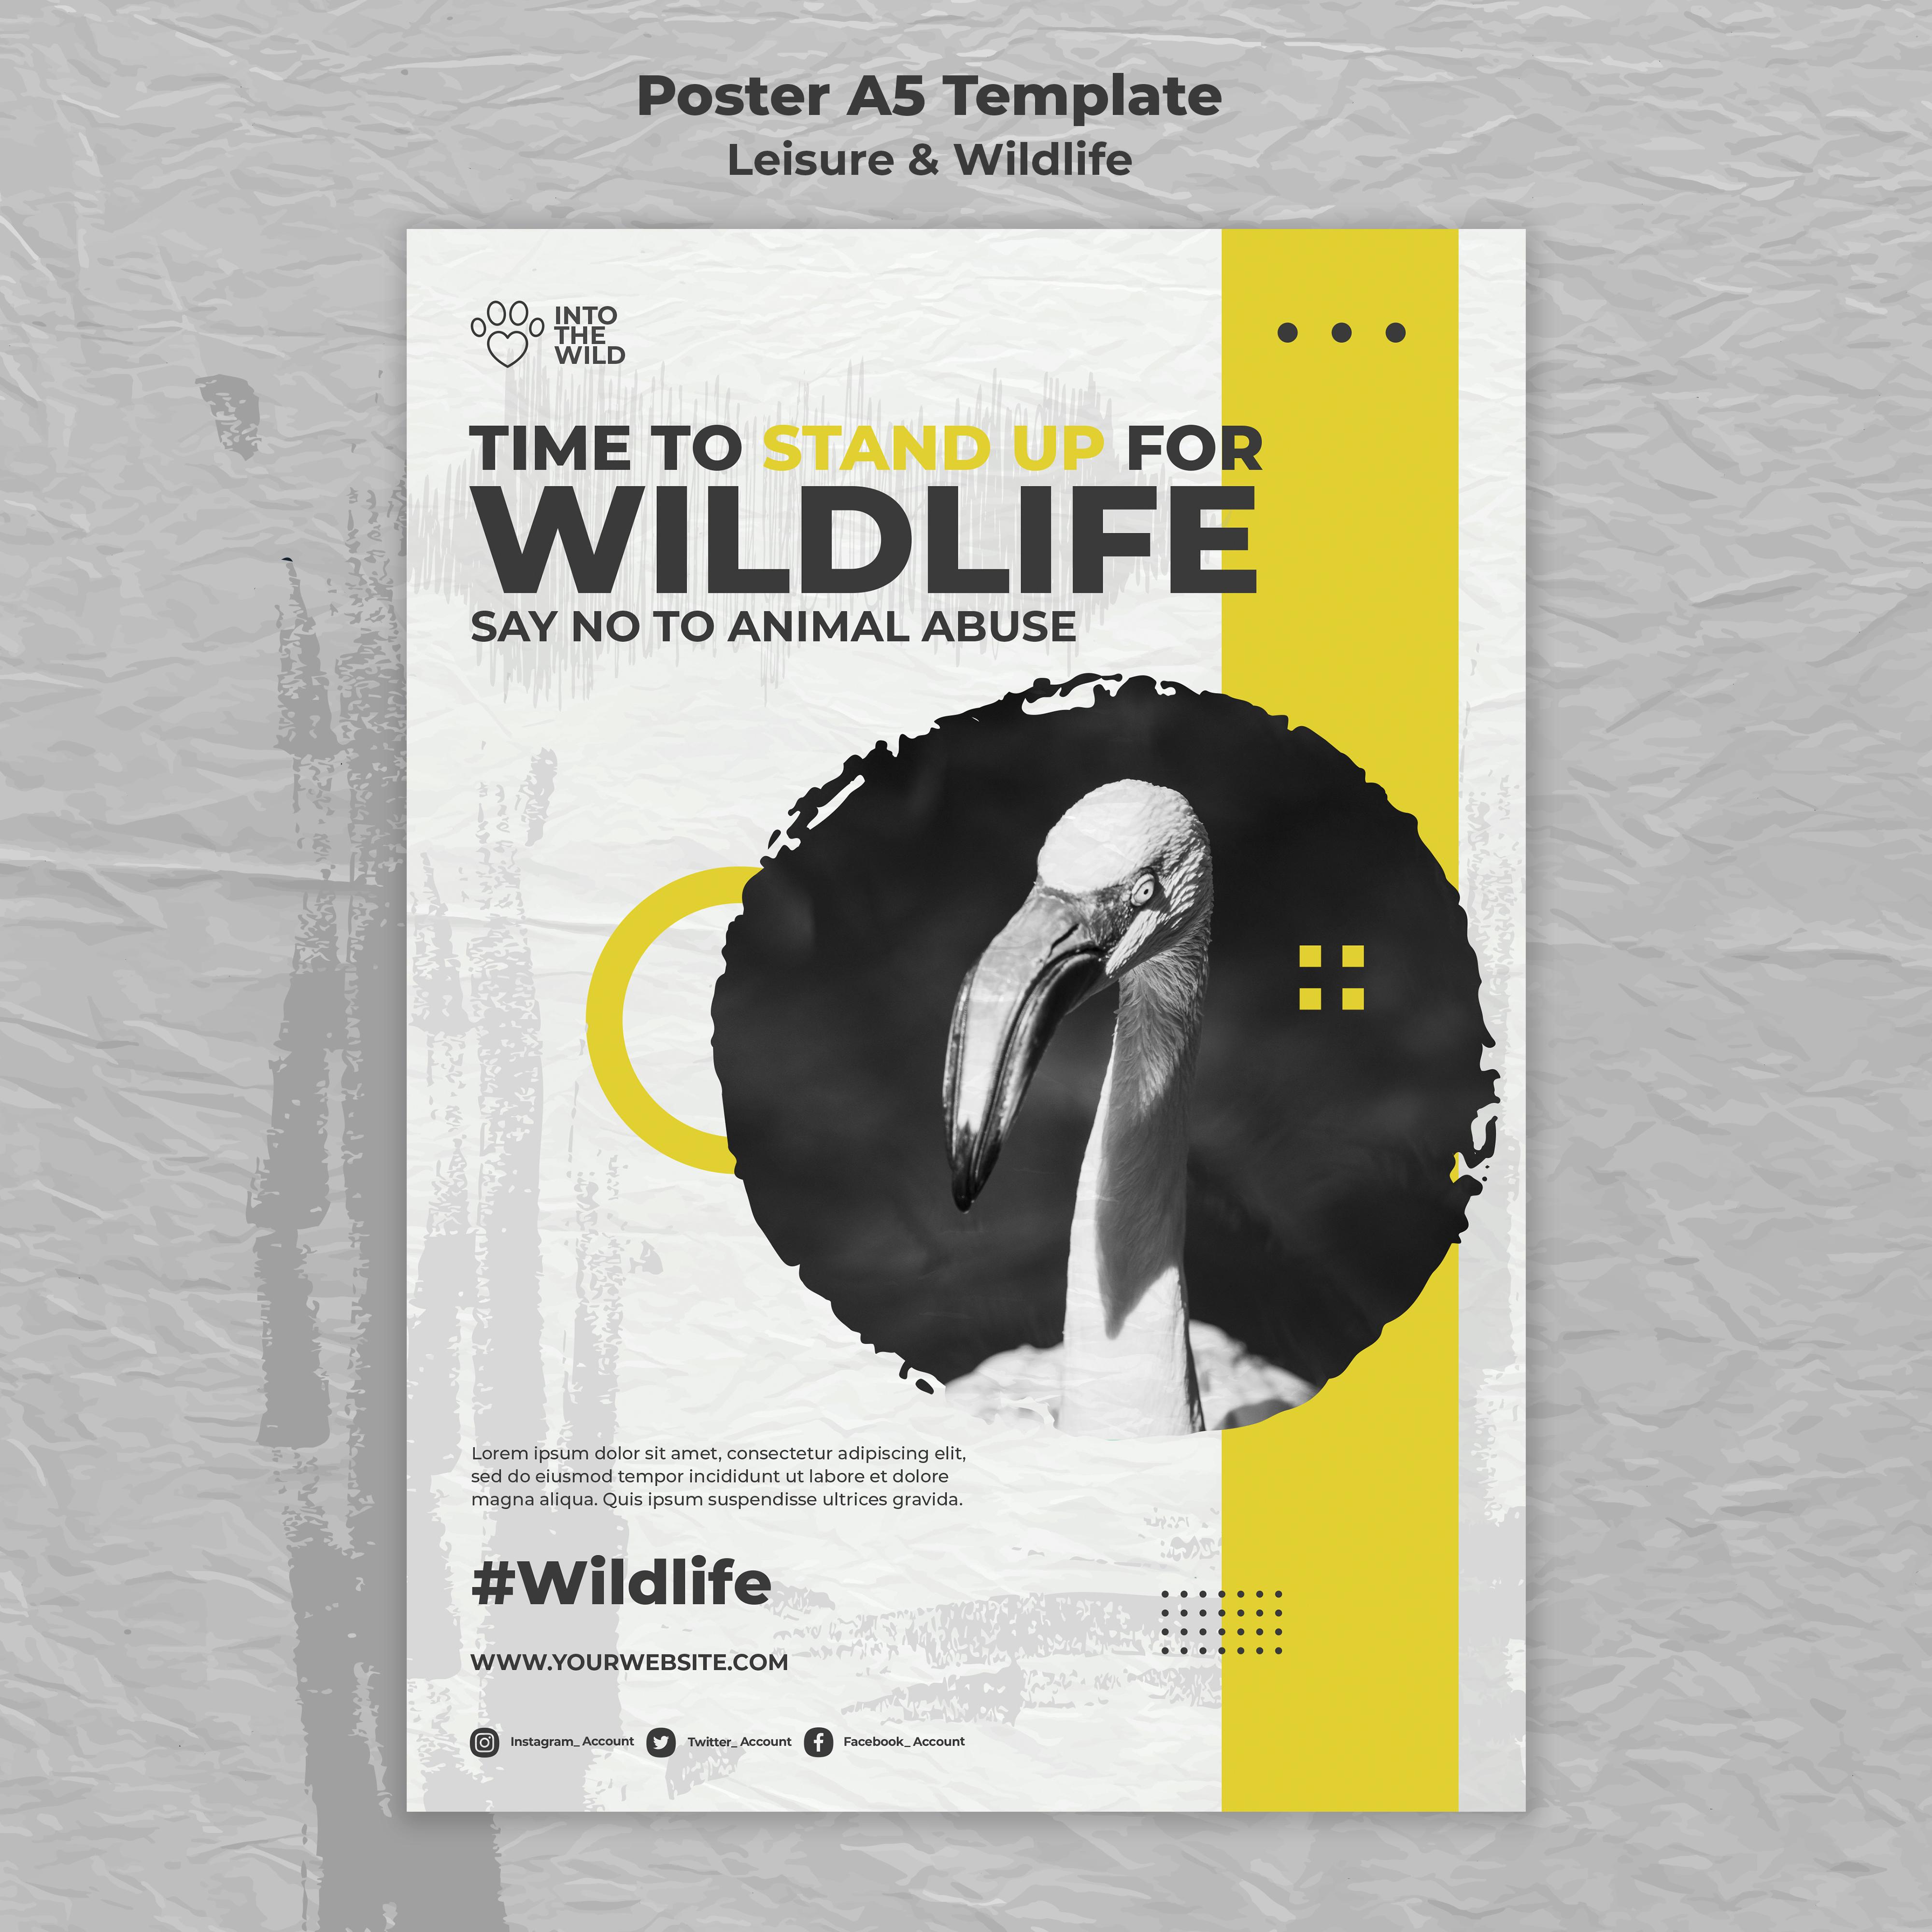 Poster A5 Template
Leisure & Wildlife
INTO
THE
WILD
TIME TO STAND UP FOR
WILDLIFE
SAY NO TO ANIMAL ABUSE
Lorem ipsum dolor sit amet, consectetur adipiscing elit,
sed do eiusmod tempor incididunt ut labore et dolore
magna aliqua. Quis ipsum suspendisse ultrices gravida.
#Wildlife
WWW.YOURWEBSITE.COM
Instagram_Account Twitter_Account Facebook_Account